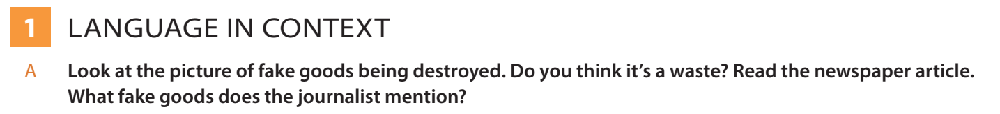 1 LANGUAGE IN CONTEXT
A Look at the picture of fake goods being destroyed. Do you think it’s a waste? Read the newspaper article.
What fake goods does the journalist mention?